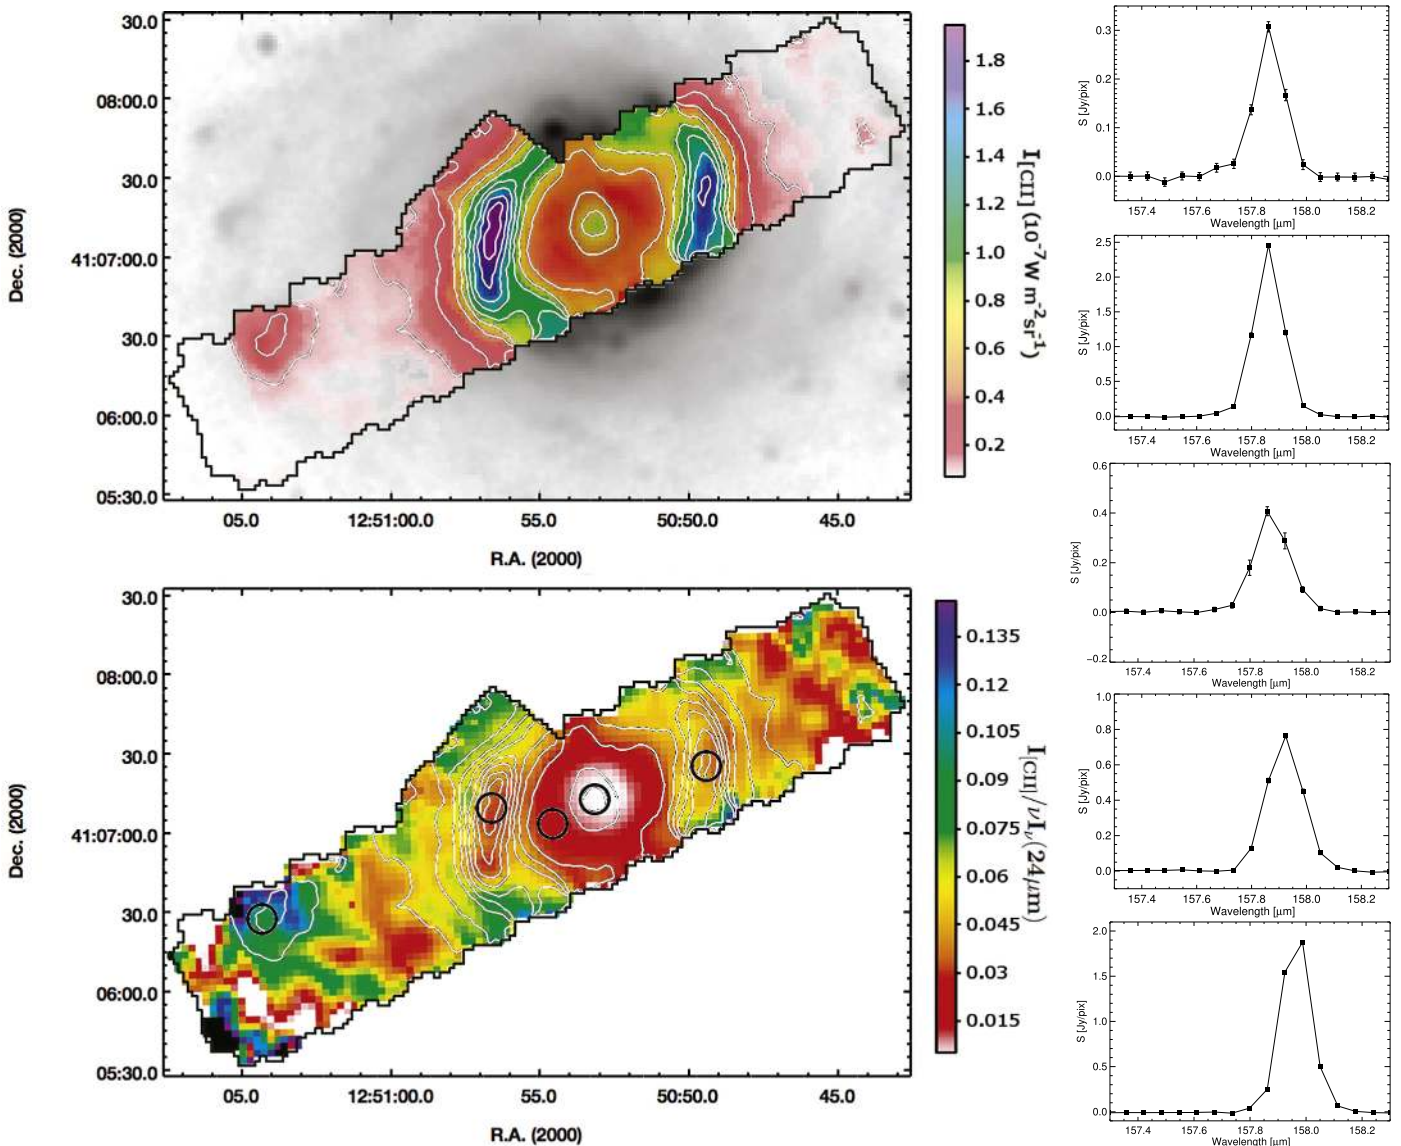 30.0
08:00.0
30.0
41:07:00.0
30.0
06:00.0
05:30.0
Dec. (2000)
05.0 12:51:00.0 55.0 50:50.0 45.0
R.A. (2000)
1.8
1.6
1.4
1.2
1.0
0.8
0.6
0.4
0.2
I[CII] (10-7W m-2sr-1)
30.0
08:00.0
30.0
41:07:00.0
30.0
06:00.0
05:30.0
Dec. (2000)
05.0 12:51:00.0 55.0 50:50.0 45.0
R.A. (2000)
0.135
0.12
0.105
0.09
0.075
0.06
0.045
0.03
0.015
I[CII]/νIν(24μm)
0.3
0.2
0.1
0.0
S [Jy/pix]
157.4 157.6 157.8 158.0 158.2
Wavelength [μm]
2.5
2.0
1.5
1.0
0.5
0.0
S [Jy/pix]
157.4 157.6 157.8 158.0 158.2
Wavelength [μm]
0.6
0.4
0.2
0.0
−0.2
S [Jy/pix]
157.4 157.6 157.8 158.0 158.2
Wavelength [μm]
1.0
0.8
0.6
0.4
0.2
0.0
S [Jy/pix]
157.4 157.6 157.8 158.0 158.2
Wavelength [μm]
2.0
1.5
1.0
0.5
0.0
S [Jy/pix]
157.4 157.6 157.8 158.0 158.2
Wavelength [μm]